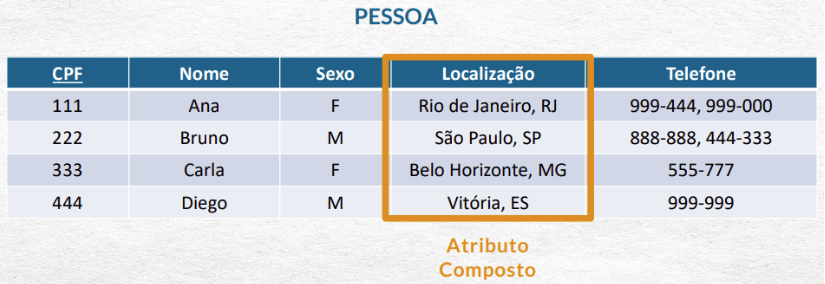 PESSOA
CPF Nome Sexo Localização Telefone
111 Ana F Rio de Janeiro, RJ 999-444, 999-000
222 Bruno M São Paulo, SP 888-888, 444-333
333 Carla F Belo Horizonte, MG 555-777
444 Diego M Vitória, ES 999-999
Atributo
Composto